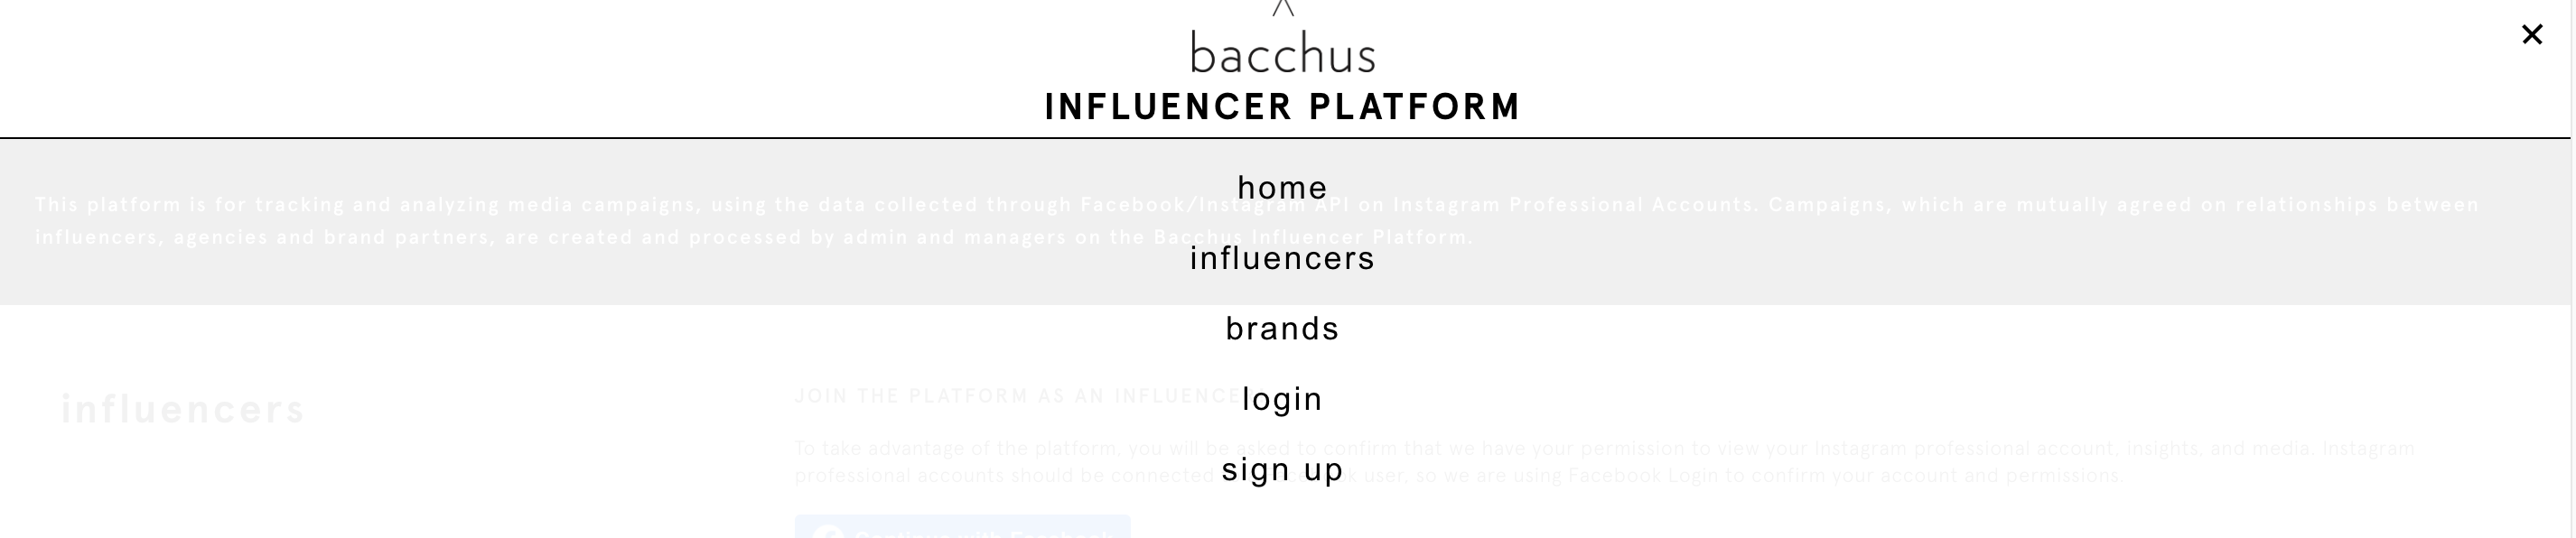 bacchus
INFLUENCER PLATFORM
home
This platform is for tracking and analyzing media campaigns, using the data collected through Facebook/Instagram API on Instagram Professional Accounts. Campaigns, which are mutually agreed on relationships between
influencers, agencies and brand partners, are created and processed by admin and managers on the Bacchus Influencer Platform.
influencers
brands
influencers
JOIN THE PLATFORM AS AN
login
To take advantage of the platform, you will be asked to confirm that we have your permission to view your Instagram professional account, insights, and media. Instagram
professional accounts should be connected user, so we are using Facebook Login to confirm your account and permissions.
sign up
Continue with Facebook